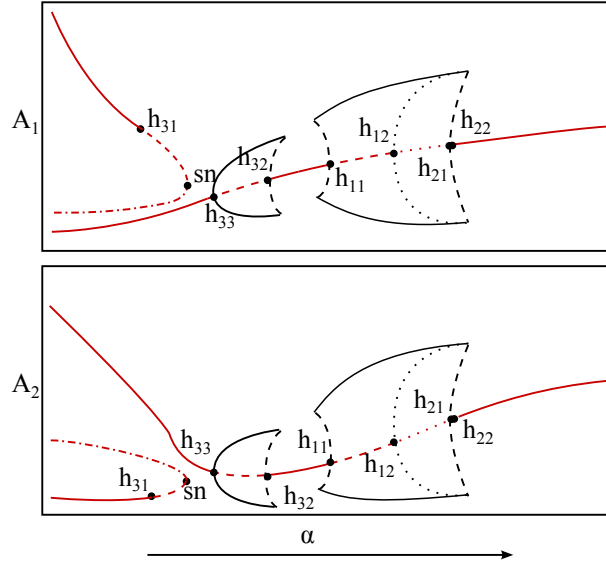 A₁
h₃₁
sn
h₃₃
h₃₂
h₁₁
h₁₂
h₂₂
h₂₁
A₂
h₃₃
h₃₁
sn
h₃₂
h₁₁
h₁₂
h₂₁
h₂₂
α